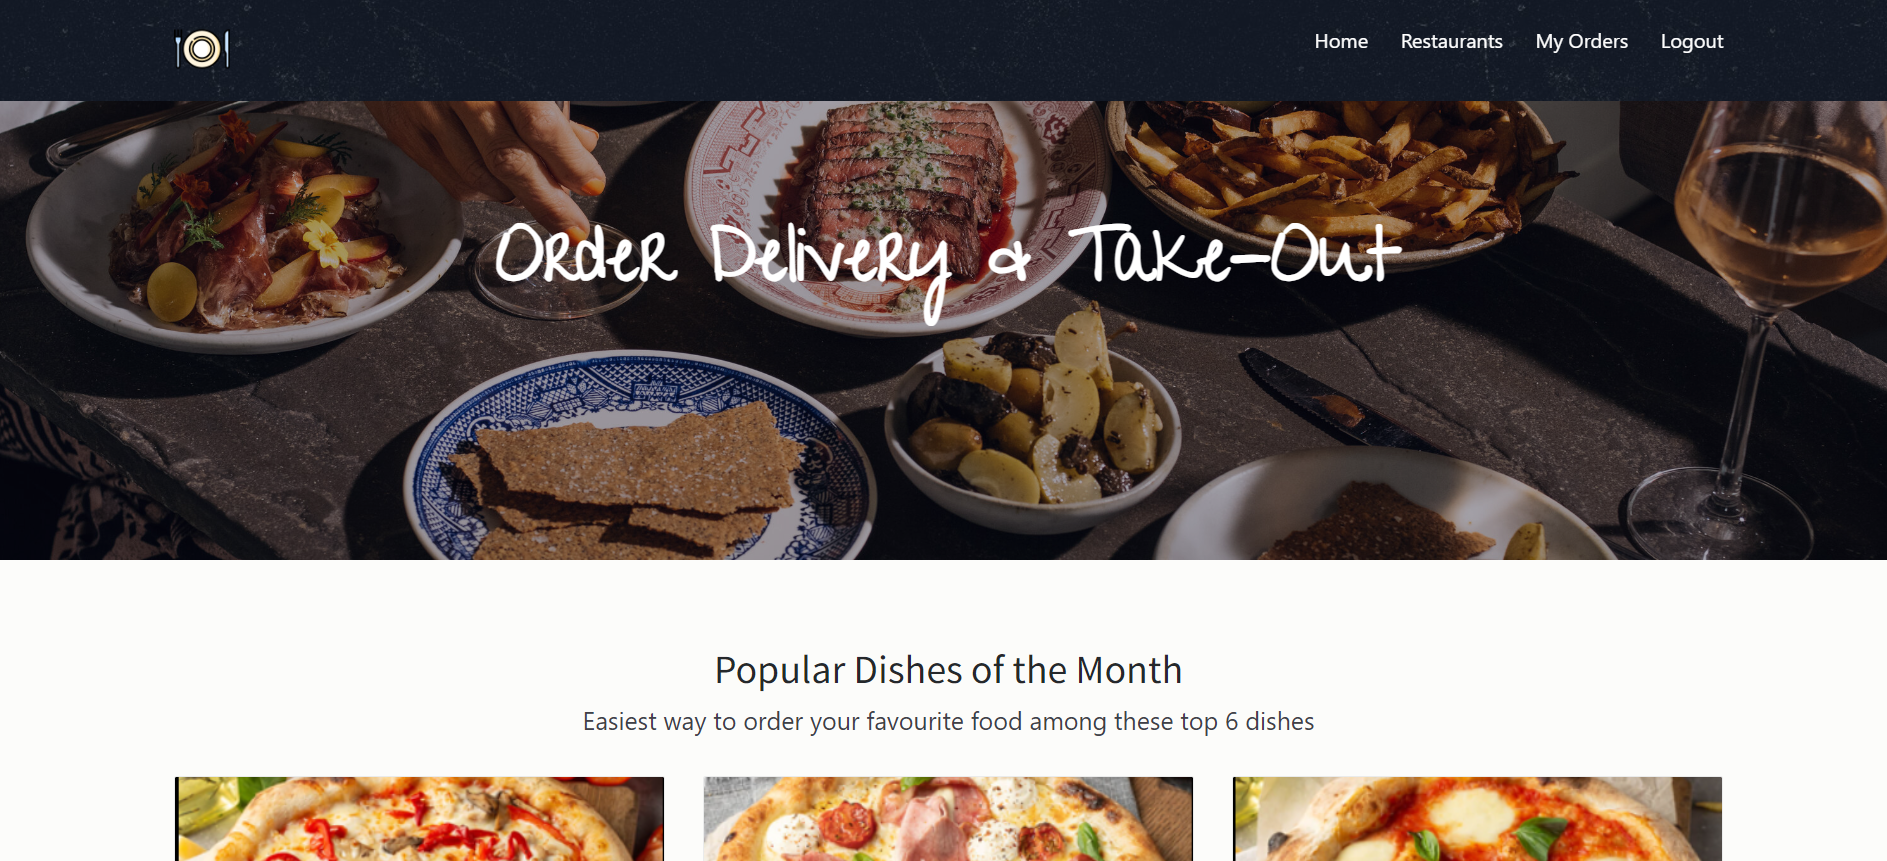 Home Restaurants My Orders Logout
Order Delivery & Take-Out
Popular Dishes of the Month
Easiest way to order your favourite food among these top 6 dishes